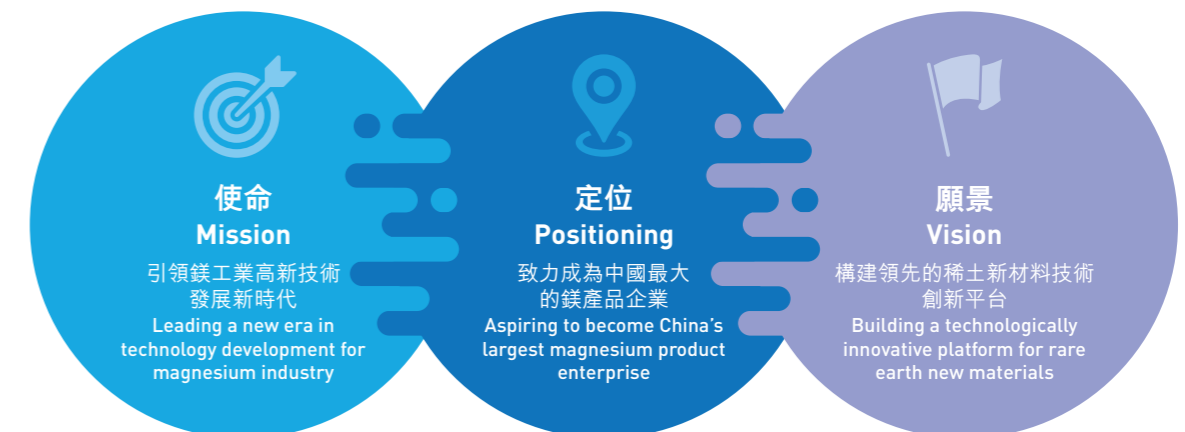 使命
Mission
引領鎂工業高新技術
發展新時代
Leading a new era in
technology development for
magnesium industry
定位
Positioning
致力成為中國最大
的鎂產品企業
Aspiring to become China’s
largest magnesium product
enterprise
願景
Vision
構建領先的稀土新材料技術
創新平台
Building a technologically
innovative platform for rare
earth new materials